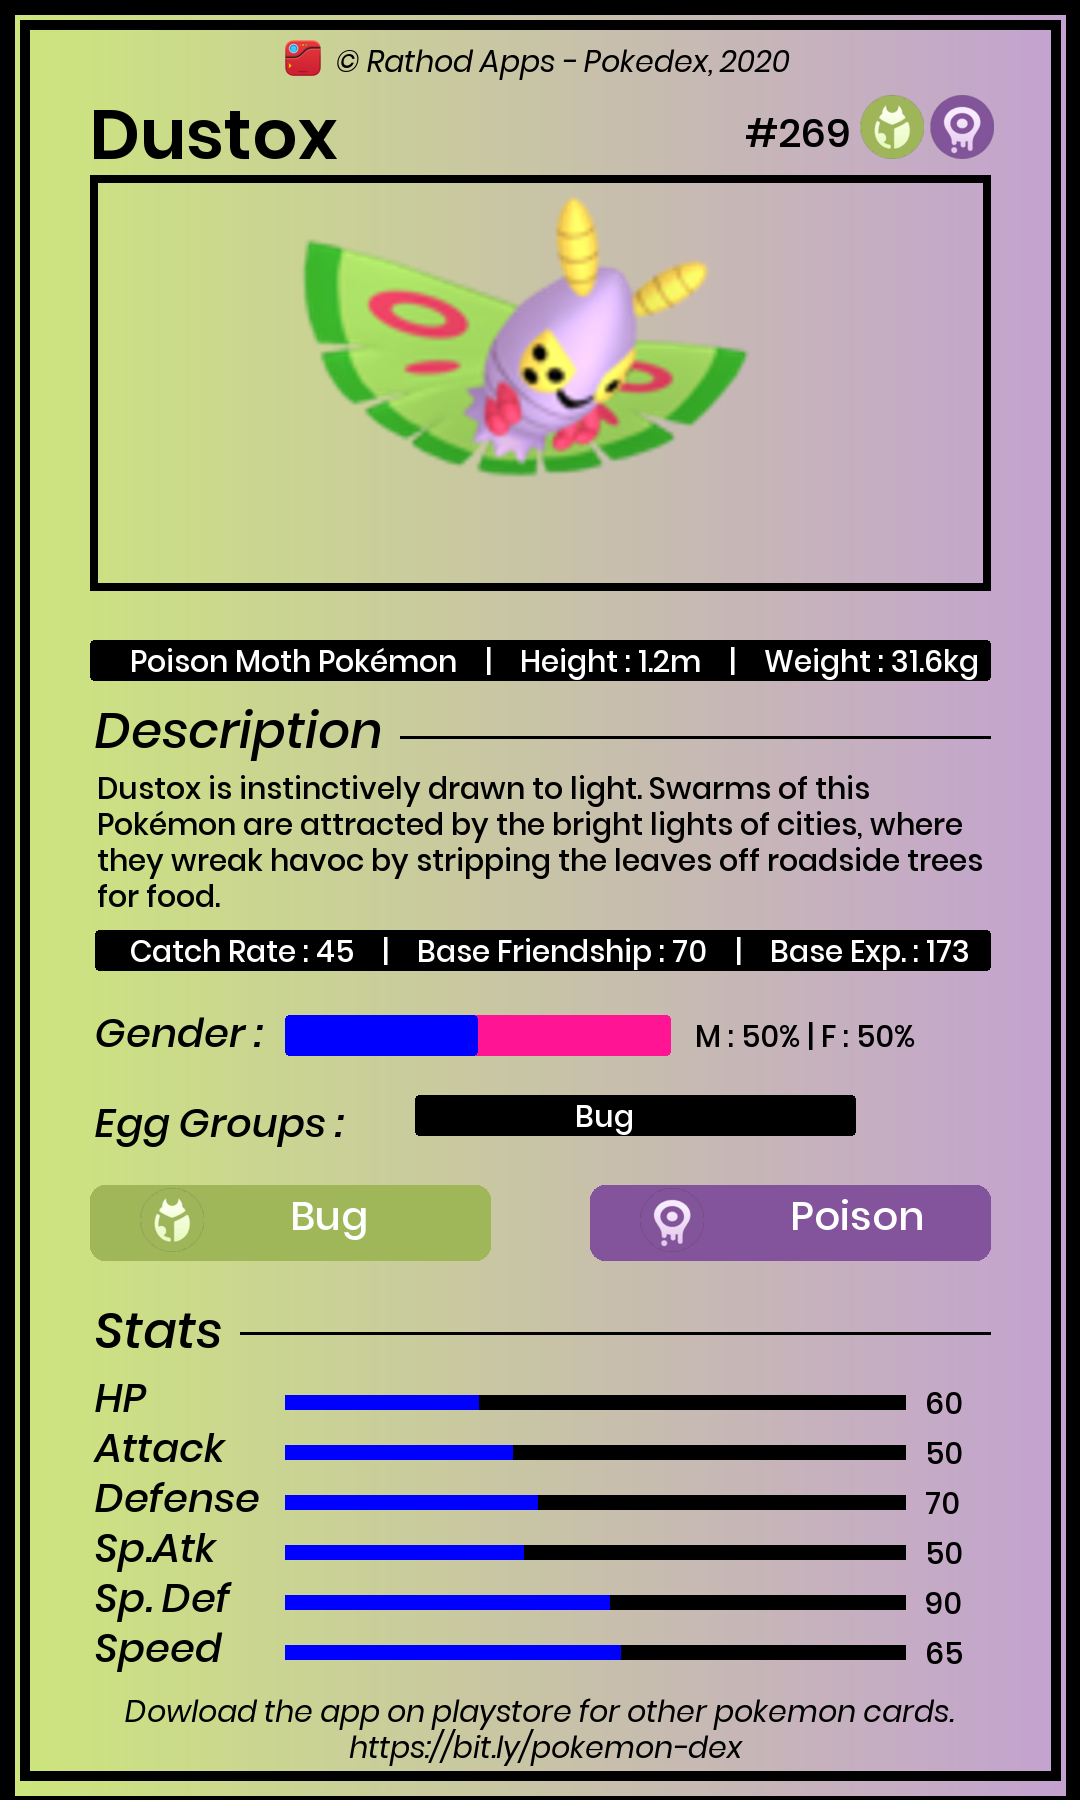 © Rathod Apps - Pokedex, 2020
Dustox #269
Poison Moth Pokémon | Height : 1.2m | Weight : 31.6kg
Description
Dustox is instinctively drawn to light. Swarms of this
Pokémon are attracted by the bright lights of cities, where
they wreak havoc by stripping the leaves off roadside trees
for food.
Catch Rate : 45 | Base Friendship : 70 | Base Exp. : 173
Gender : M : 50% | F : 50%
Egg Groups : Bug
Bug Poison
Stats
HP 60
Attack 50
Defense 70
Sp.Atk 50
Sp. Def 90
Speed 65
Dowload the app on playstore for other pokemon cards.
https://bit.ly/pokemon-dex